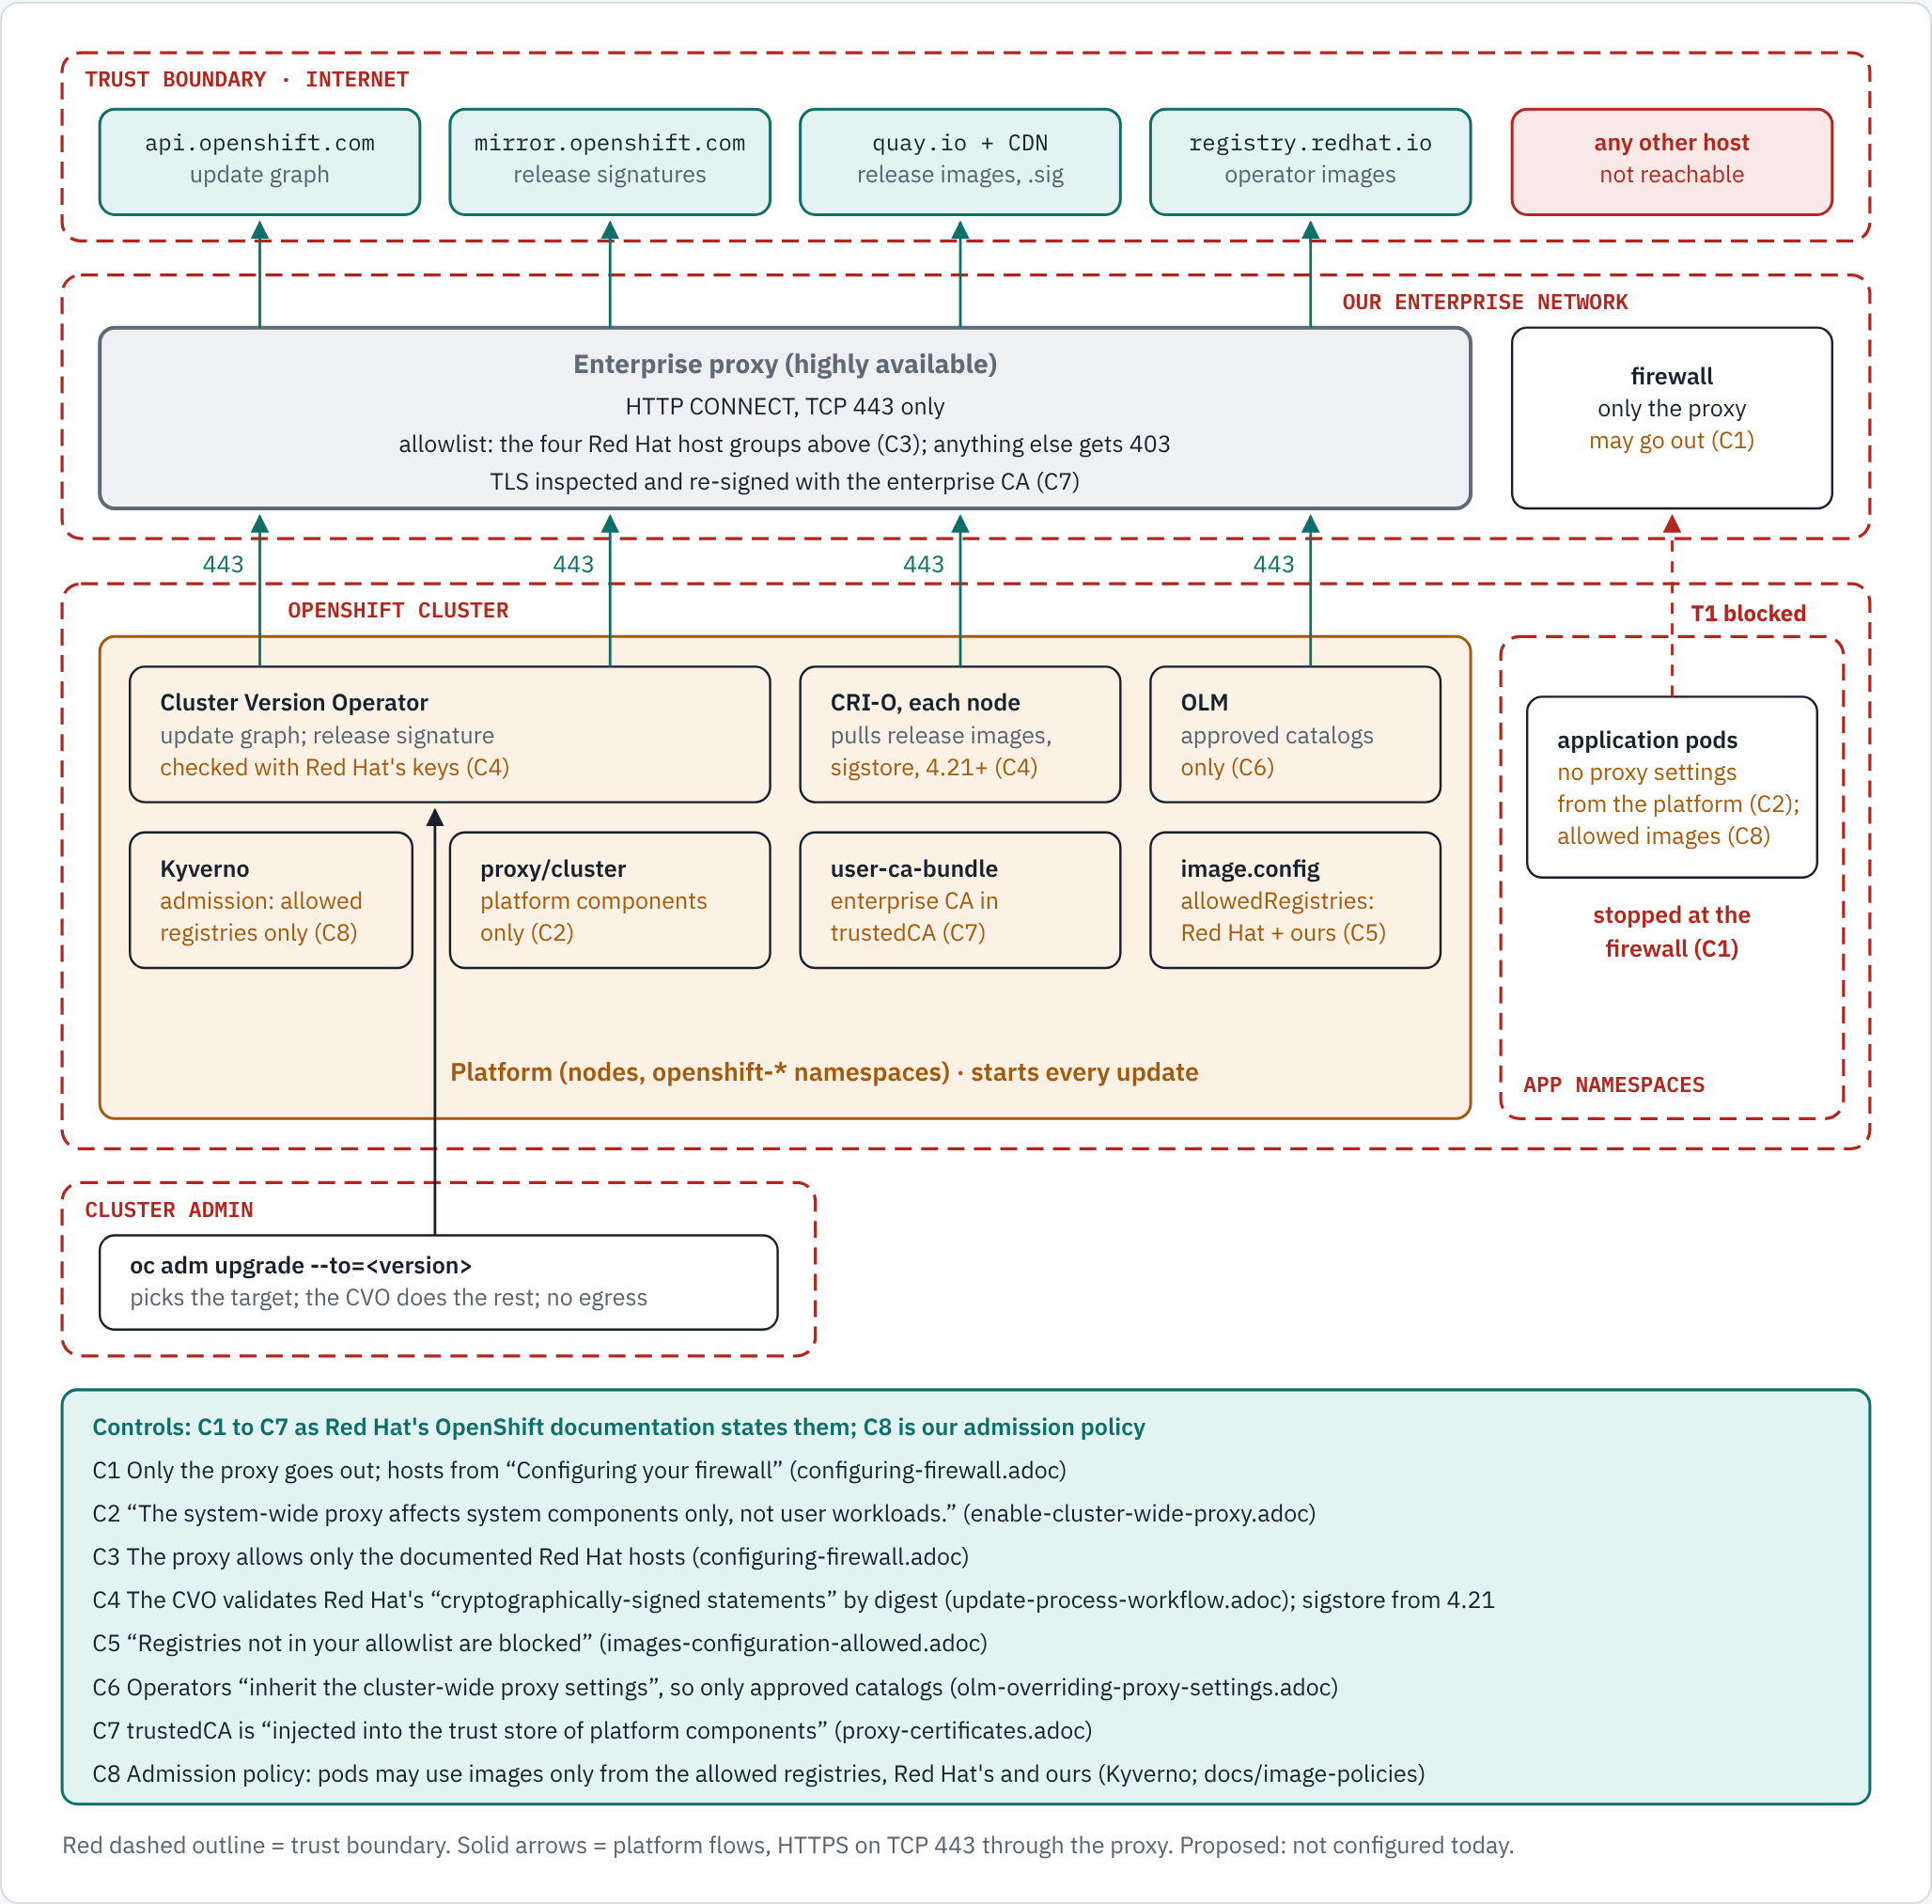 TRUST BOUNDARY · INTERNET
api.openshift.com
update graph
mirror.openshift.com
release signatures
quay.io + CDN
release images, .sig
registry.redhat.io
operator images
any other host
not reachable
OUR ENTERPRISE NETWORK
Enterprise proxy (highly available)
HTTP CONNECT, TCP 443 only
allowlist: the four Red Hat host groups above (C3); anything else gets 403
TLS inspected and re-signed with the enterprise CA (C7)
firewall
only the proxy
may go out (C1)
443
443
443
443
OPENSHIFT CLUSTER
T1 blocked
Cluster Version Operator
update graph; release signature
checked with Red Hat's keys (C4)
CRI-O, each node
pulls release images,
sigstore, 4.21+ (C4)
OLM
approved catalogs
only (C6)
application pods
no proxy settings
from the platform (C2);
allowed images (C8)
Kyverno
admission: allowed
registries only (C8)
proxy/cluster
platform components
only (C2)
user-ca-bundle
enterprise CA in
trustedCA (C7)
image.config
allowedRegistries:
Red Hat + ours (C5)
stopped at the
firewall (C1)
Platform (nodes, openshift-* namespaces) · starts every update
APP NAMESPACES
CLUSTER ADMIN
oc adm upgrade --to=<version>
picks the target; the CVO does the rest; no egress
Controls: C1 to C7 as Red Hat's OpenShift documentation states them; C8 is our admission policy
C1 Only the proxy goes out; hosts from “Configuring your firewall” (configuring-firewall.adoc)
C2 “The system-wide proxy affects system components only, not user workloads.” (enable-cluster-wide-proxy.adoc)
C3 The proxy allows only the documented Red Hat hosts (configuring-firewall.adoc)
C4 The CVO validates Red Hat's “cryptographically-signed statements” by digest (update-process-workflow.adoc); sigstore from 4.21
C5 “Registries not in your allowlist are blocked” (images-configuration-allowed.adoc)
C6 Operators “inherit the cluster-wide proxy settings”, so only approved catalogs (olm-overriding-proxy-settings.adoc)
C7 trustedCA is “injected into the trust store of platform components” (proxy-certificates.adoc)
C8 Admission policy: pods may use images only from the allowed registries, Red Hat's and ours (Kyverno; docs/image-policies)
Red dashed outline = trust boundary. Solid arrows = platform flows, HTTPS on TCP 443 through the proxy. Proposed: not configured today.